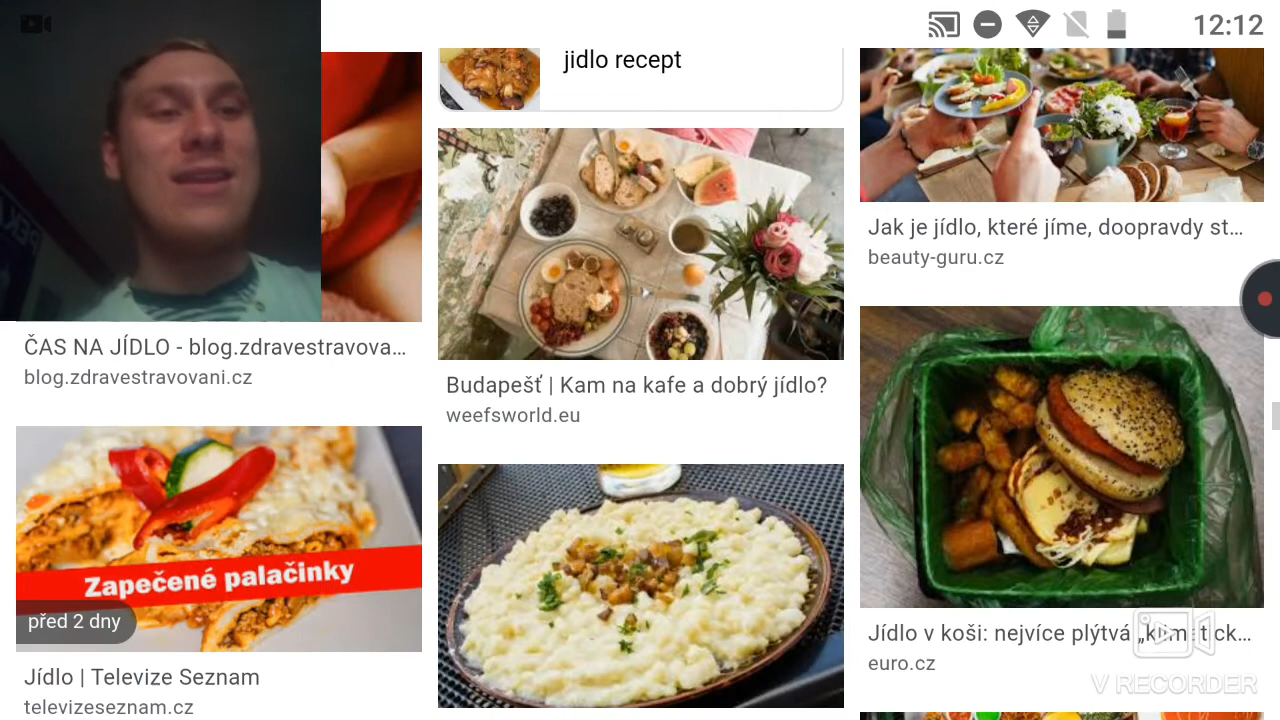 12:12
jidlo recept
ČAS NA JÍDLO - blog.zdravestravova...
blog.zdravestravovani.cz
Zapečené palačinky
před 2 dny
Jídlo | Televize Seznam
televizeseznam.cz
Budapešť | Kam na kafe a dobrý jídlo?
weefsworld.eu
Jak je jídlo, které jíme, doopravdy st...
beauty-guru.cz
Jídlo v koši: nejvíce plýtvá „klimatick...
euro.cz
V RECORDER